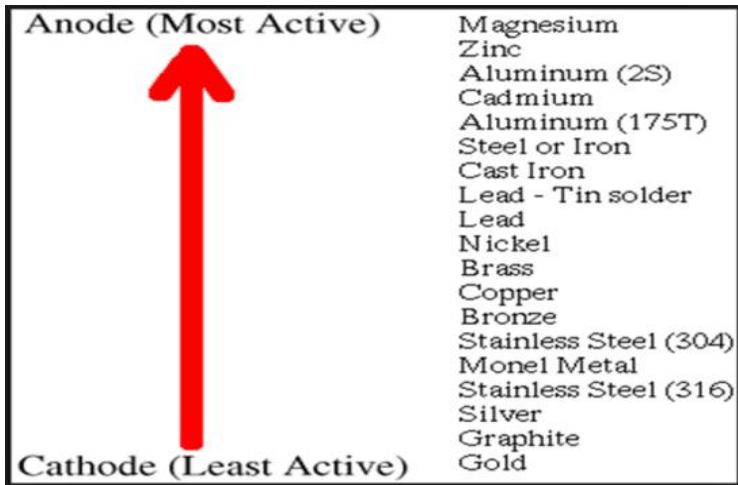 Anode (Most Active)
Magnesium
Zinc
Aluminum (2S)
Cadmium
Aluminum (175T)
Steel or Iron
Cast Iron
Lead - Tin solder
Lead
Nickel
Brass
Copper
Bronze
Stainless Steel (304)
Monel Metal
Stainless Steel (316)
Silver
Graphite
Gold
Cathode (Least Active)